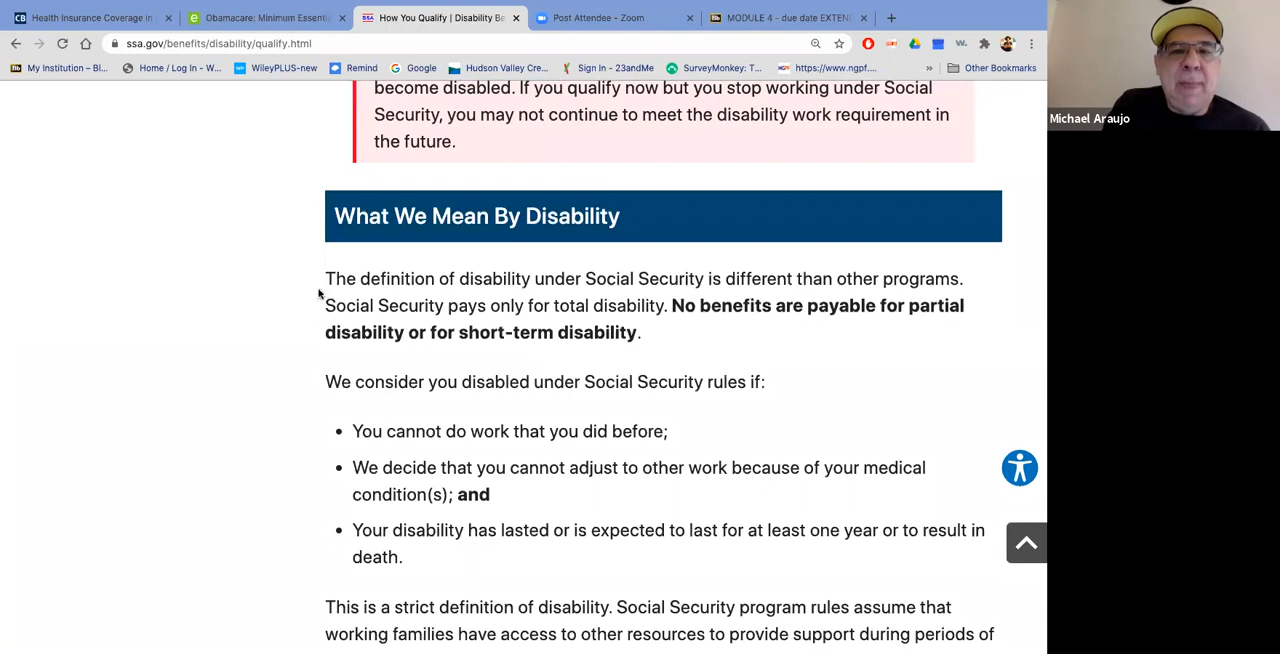 Health Insurance Coverage in
Obamacare: Minimum Essenti
How You Qualify | Disability Be
Post Attendee - Zoom
MODULE 4 - due date EXTEN
ssa.gov/benefits/disability/qualify.html
My Institution – Bl...
Home / Log In - W...
WileyPLUS-new
Remind
Google
Hudson Valley Cre...
Sign In - 23andMe
SurveyMonkey: T...
https://www.ngpf....
»
Other Bookmarks
become disabled. If you qualify now but you stop working under Social
Security, you may not continue to meet the disability work requirement in
the future.
Michael Araujo
What We Mean By Disability
The definition of disability under Social Security is different than other programs.
Social Security pays only for total disability. No benefits are payable for partial
disability or for short-term disability.
We consider you disabled under Social Security rules if:
• You cannot do work that you did before;
• We decide that you cannot adjust to other work because of your medical
condition(s); and
• Your disability has lasted or is expected to last for at least one year or to result in
death.
This is a strict definition of disability. Social Security program rules assume that
working families have access to other resources to provide support during periods of